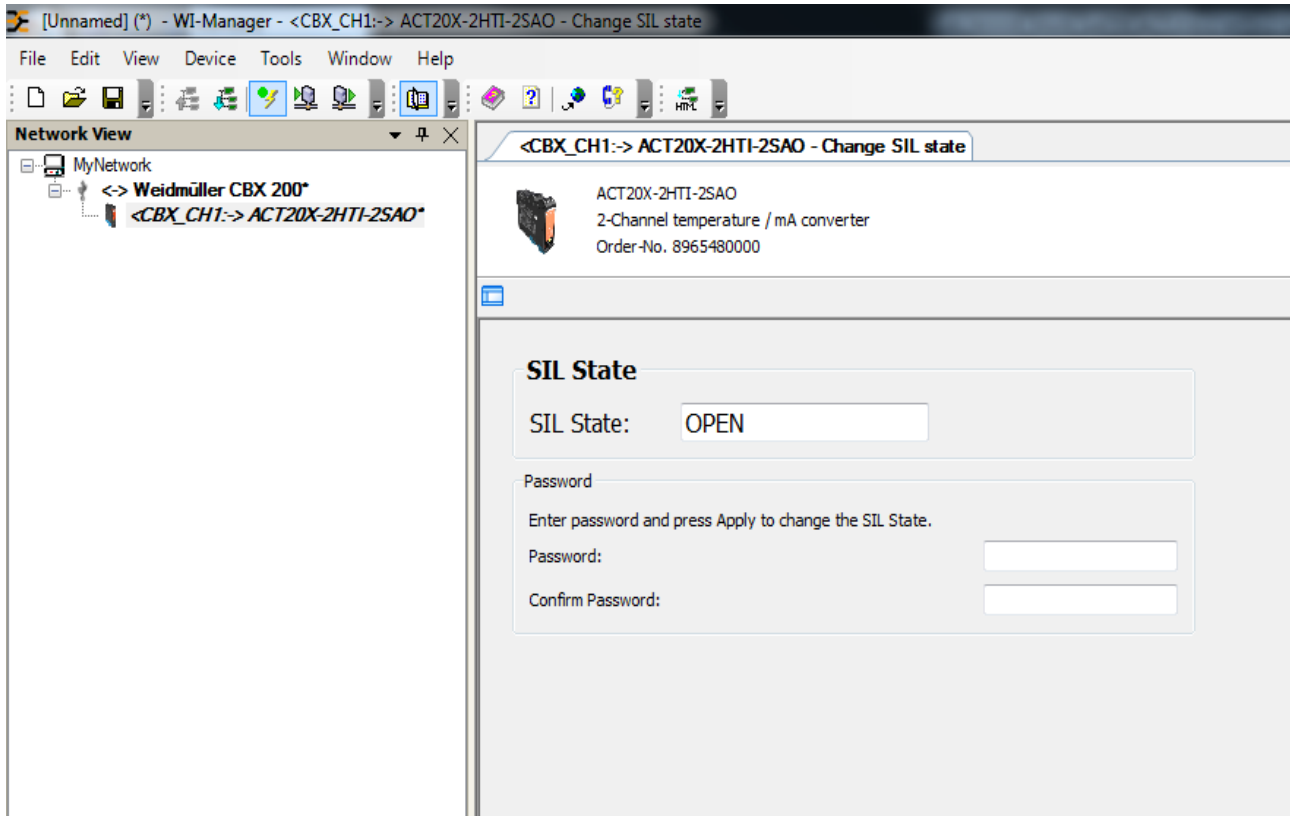 [Unnamed] (*) - WI-Manager - <CBX_CH1:-> ACT20X-2HTI-2SAO - Change SIL state
File Edit View Device Tools Window Help
HTML
Network View
<CBX_CH1:-> ACT20X-2HTI-2SAO - Change SIL state
MyNetwork
<-> Weidmüller CBX 200*
<CBX_CH1:-> ACT20X-2HTI-2SAO*
ACT20X-2HTI-2SAO
2-Channel temperature / mA converter
Order-No. 8965480000
SIL State
SIL State: OPEN
Password
Enter password and press Apply to change the SIL State.
Password:
Confirm Password: